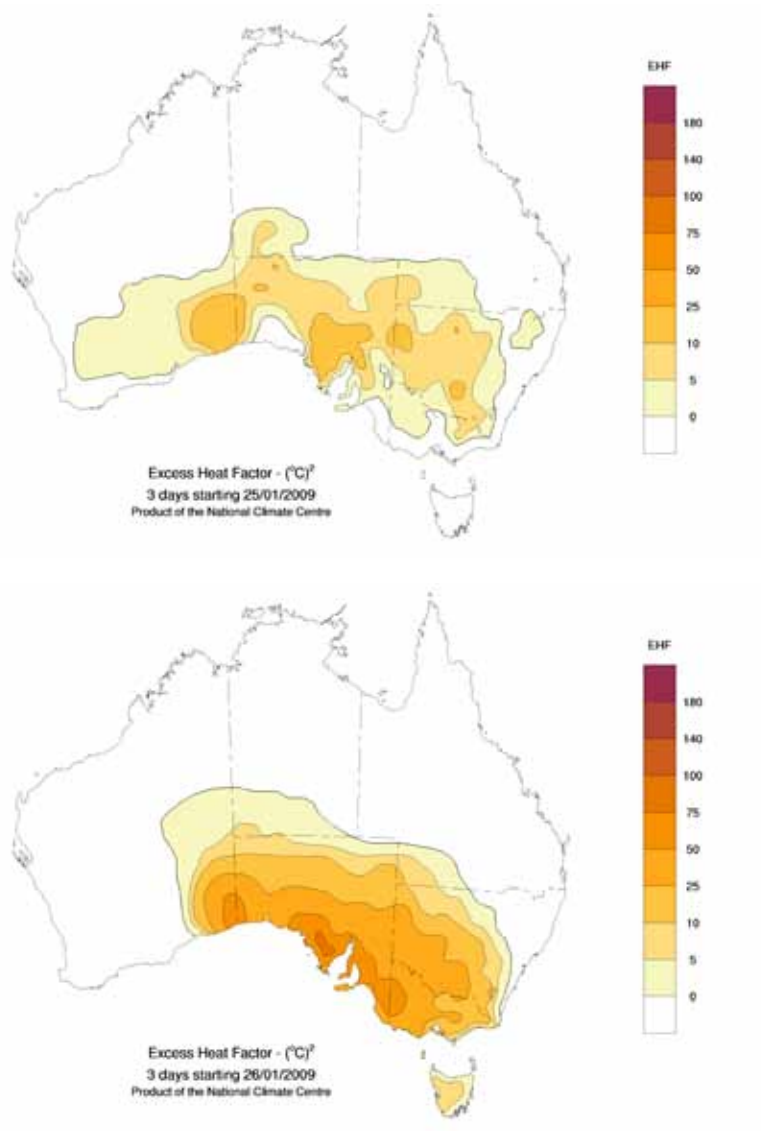 EHF
180
140
100
75
50
25
10
5
0
Excess Heat Factor - (°C)²
3 days starting 25/01/2009
Product of the National Climate Centre
EHF
180
140
100
75
50
25
10
5
0
Excess Heat Factor - (°C)²
3 days starting 26/01/2009
Product of the National Climate Centre